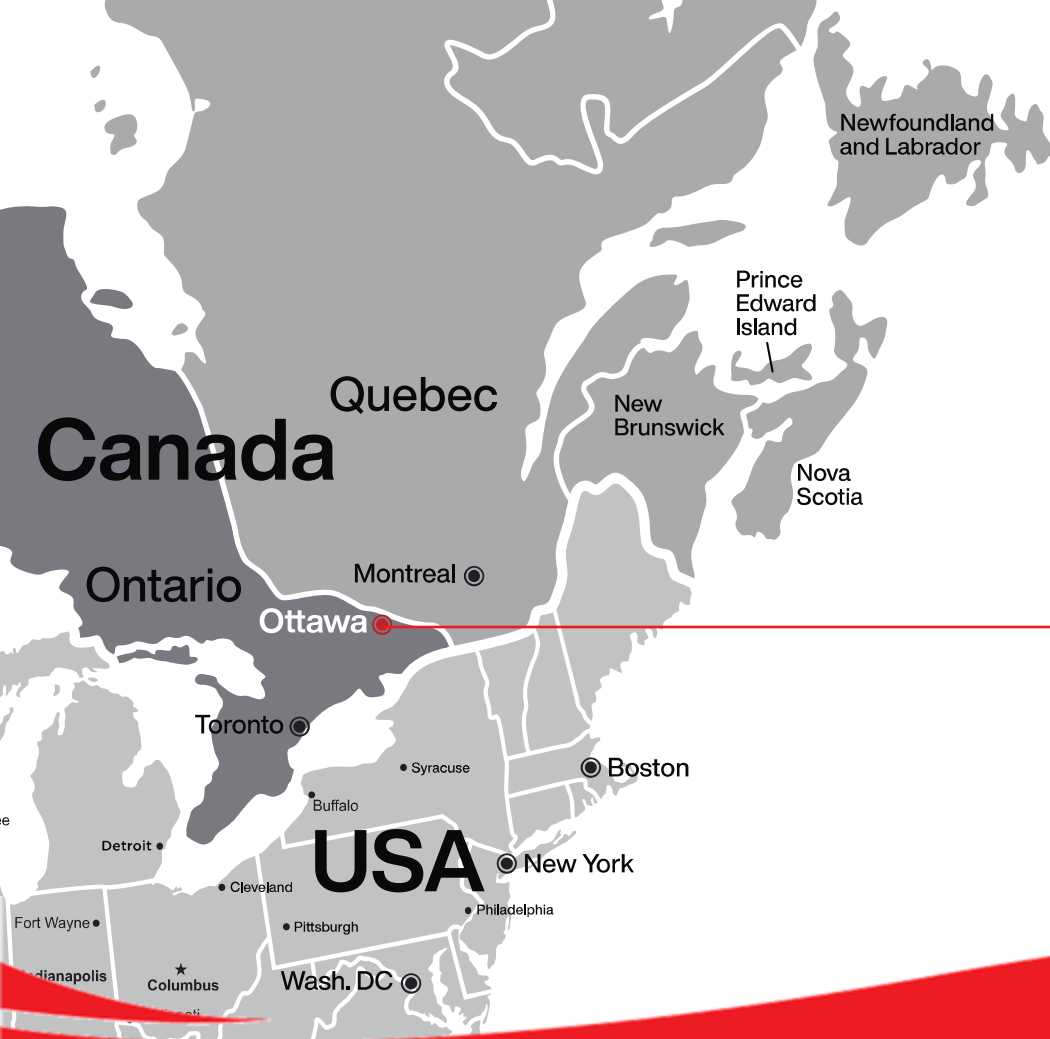 Newfoundland
and Labrador
Prince
Edward
Island
Quebec
New
Brunswick
Canada
Nova
Scotia
Montreal
Ontario
Ottawa
Toronto
Syracuse
Boston
Buffalo
Detroit
USA
New York
Cleveland
Philadelphia
Fort Wayne
Pittsburgh
Wash. DC
Columbus